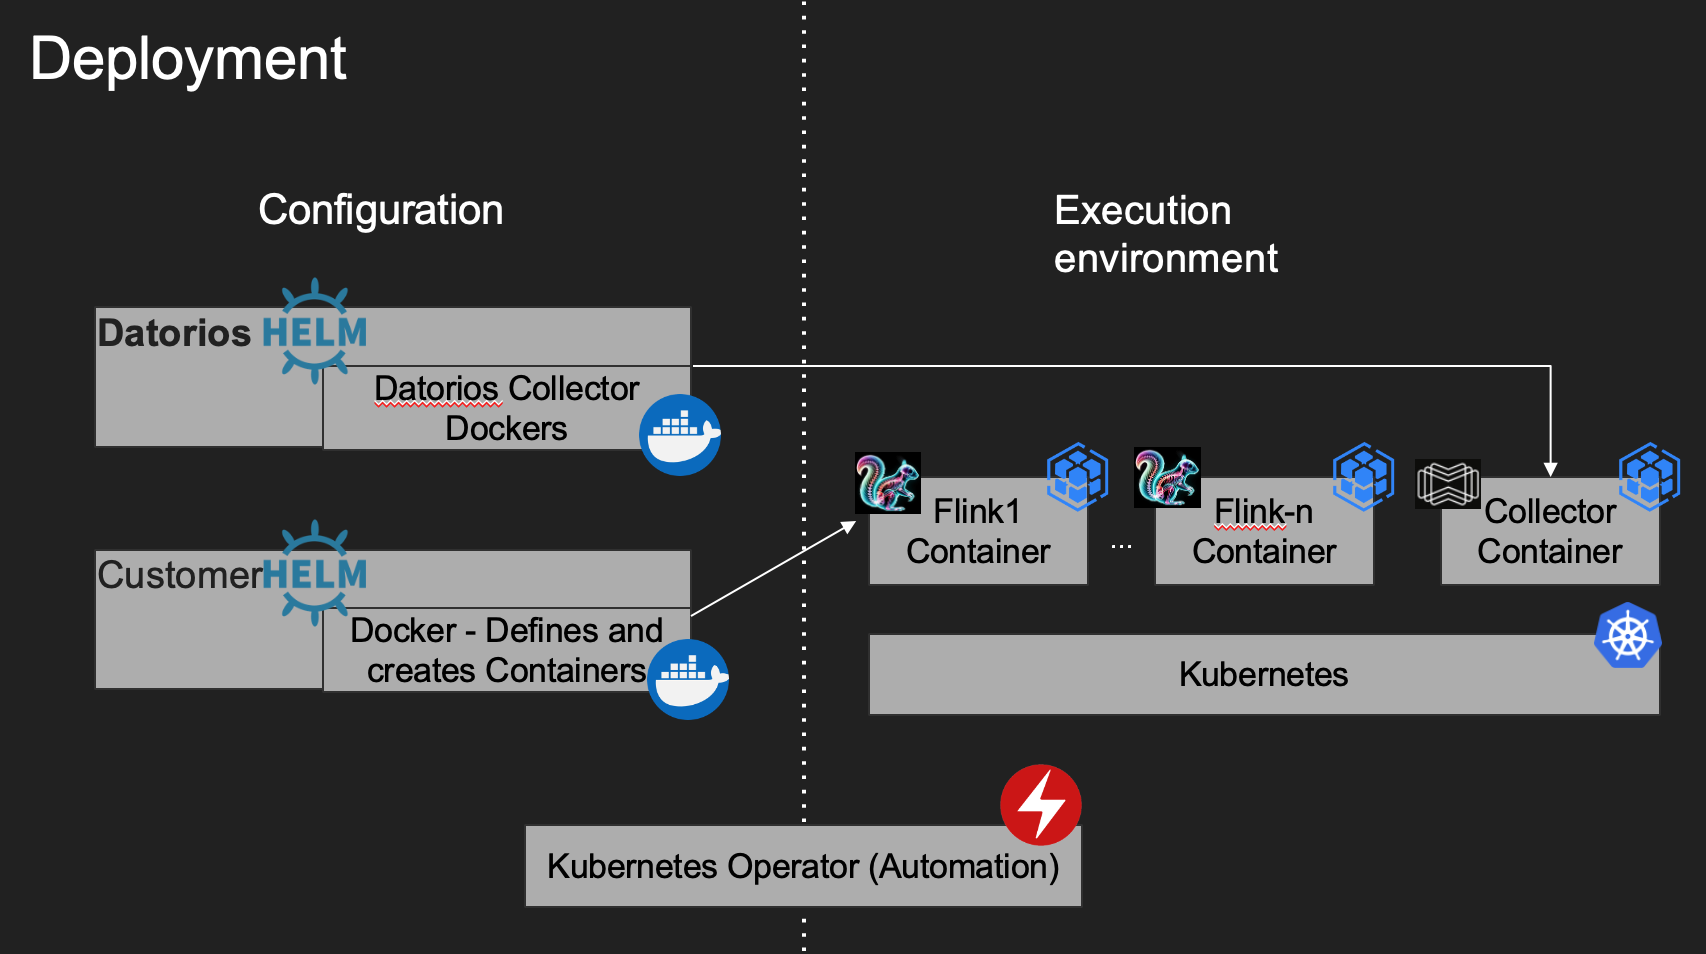 Deployment
Configuration
Execution
environment
Datorios
HELM
Datorios Collector
Dockers
Customer
HELM
Docker - Defines and
creates Containers
Flink1
Container
...
Flink-n
Container
Collector
Container
Kubernetes
Kubernetes Operator (Automation)